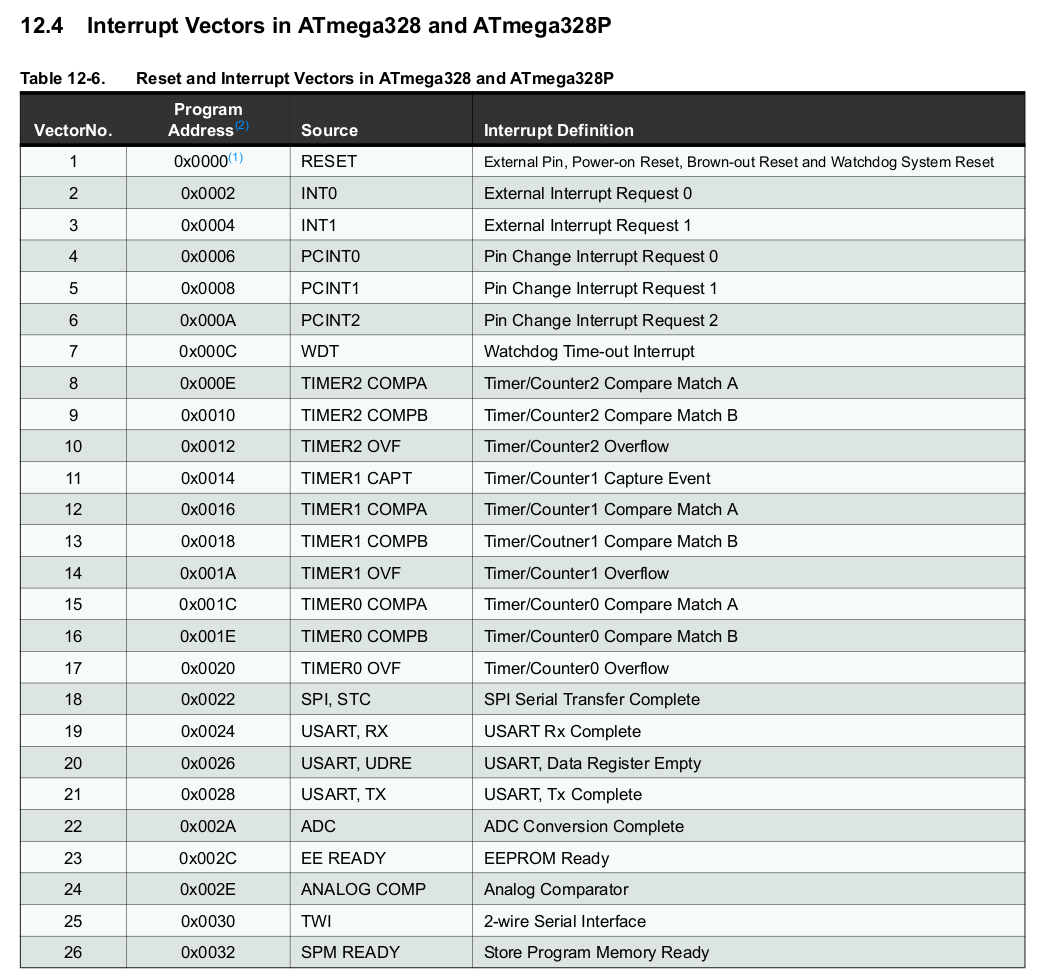 12.4 Interrupt Vectors in ATmega328 and ATmega328P
Table 12-6. Reset and Interrupt Vectors in ATmega328 and ATmega328P
VectorNo. Program Address(2) Source Interrupt Definition
1 0x0000(1) RESET External Pin, Power-on Reset, Brown-out Reset and Watchdog System Reset
2 0x0002 INT0 External Interrupt Request 0
3 0x0004 INT1 External Interrupt Request 1
4 0x0006 PCINT0 Pin Change Interrupt Request 0
5 0x0008 PCINT1 Pin Change Interrupt Request 1
6 0x000A PCINT2 Pin Change Interrupt Request 2
7 0x000C WDT Watchdog Time-out Interrupt
8 0x000E TIMER2 COMPA Timer/Counter2 Compare Match A
9 0x0010 TIMER2 COMPB Timer/Counter2 Compare Match B
10 0x0012 TIMER2 OVF Timer/Counter2 Overflow
11 0x0014 TIMER1 CAPT Timer/Counter1 Capture Event
12 0x0016 TIMER1 COMPA Timer/Counter1 Compare Match A
13 0x0018 TIMER1 COMPB Timer/Coutner1 Compare Match B
14 0x001A TIMER1 OVF Timer/Counter1 Overflow
15 0x001C TIMER0 COMPA Timer/Counter0 Compare Match A
16 0x001E TIMER0 COMPB Timer/Counter0 Compare Match B
17 0x0020 TIMER0 OVF Timer/Counter0 Overflow
18 0x0022 SPI, STC SPI Serial Transfer Complete
19 0x0024 USART, RX USART Rx Complete
20 0x0026 USART, UDRE USART, Data Register Empty
21 0x0028 USART, TX USART, Tx Complete
22 0x002A ADC ADC Conversion Complete
23 0x002C EE READY EEPROM Ready
24 0x002E ANALOG COMP Analog Comparator
25 0x0030 TWI 2-wire Serial Interface
26 0x0032 SPM READY Store Program Memory Ready